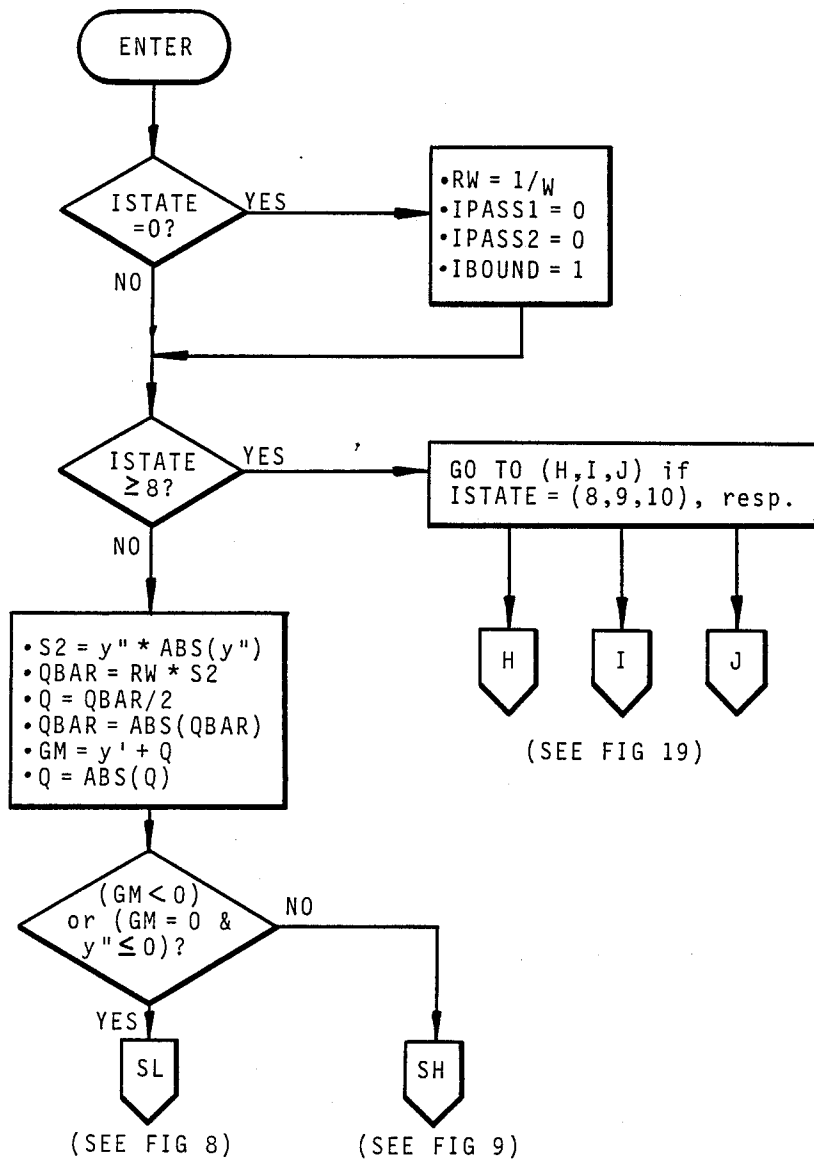 ENTER
ISTATE
=0?
YES
NO
•RW = 1/W
•IPASS1 = 0
•IPASS2 = 0
•IBOUND = 1
ISTATE
≥8?
YES
NO
GO TO (H,I,J) if
ISTATE = (8,9,10), resp.
H
I
J
(SEE FIG 19)
•S2 = y" * ABS(y")
•QBAR = RW * S2
•Q = QBAR/2
•QBAR = ABS(QBAR)
•GM = y' + Q
•Q = ABS(Q)
(GM < 0)
or (GM = 0 &
y" ≤ 0)?
NO
YES
SL
SH
(SEE FIG 8)
(SEE FIG 9)